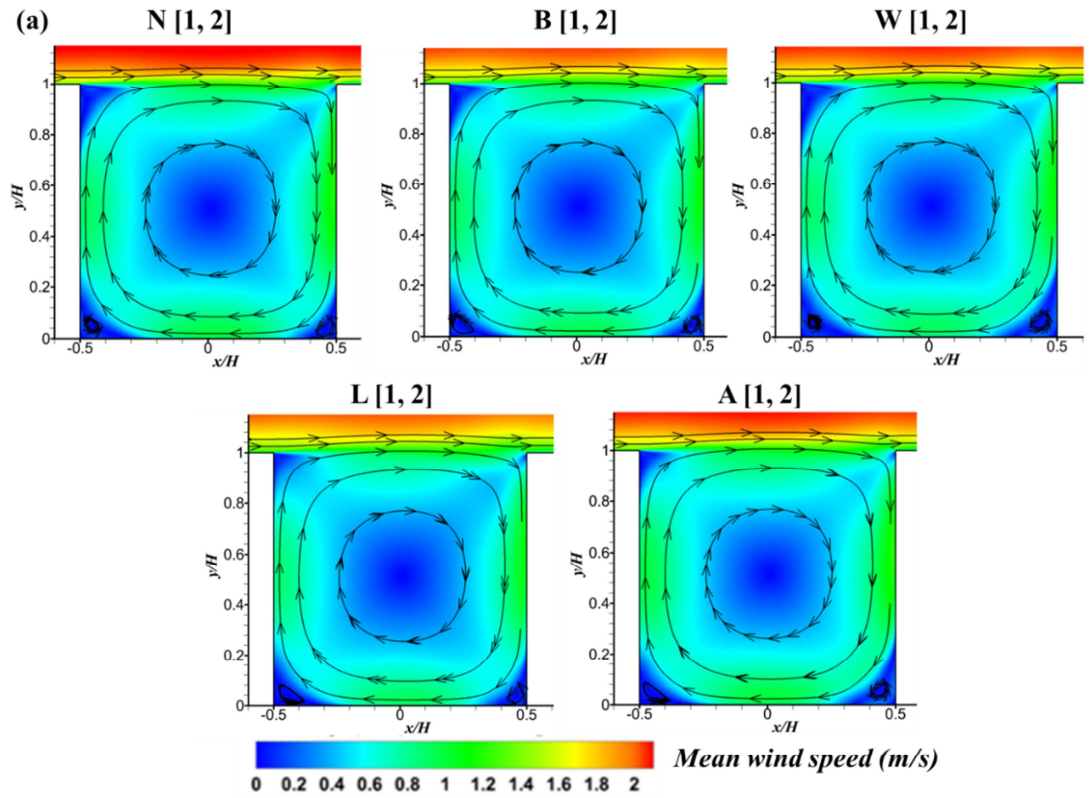 (a) N [1, 2] B [1, 2] W [1, 2]
1 1 1
0.8 0.8 0.8
0.6 0.6 0.6
y/H y/H y/H
0.4 0.4 0.4
0.2 0.2 0.2
0 0 0
-0.5 0 0.5 -0.5 0 0.5 -0.5 0 0.5
x/H x/H x/H
L [1, 2] A [1, 2]
1 1
0.8 0.8
0.6 0.6
y/H y/H
0.4 0.4
0.2 0.2
0 0
-0.5 0 0.5 -0.5 0 0.5
x/H x/H
Mean wind speed (m/s)
0 0.2 0.4 0.6 0.8 1 1.2 1.4 1.6 1.8 2